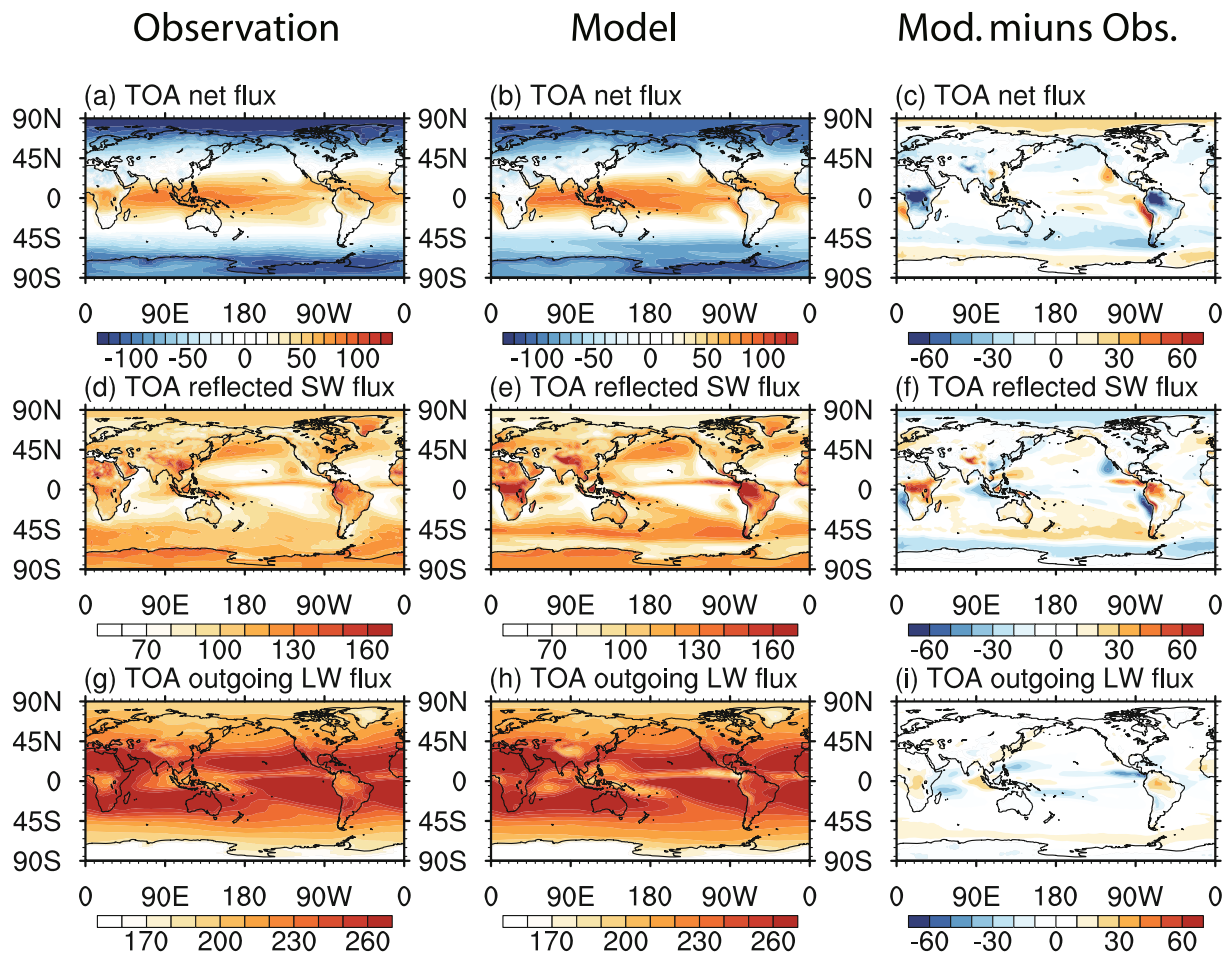 Observation Model Mod. miuns Obs.
(a) TOA net flux (b) TOA net flux (c) TOA net flux
90N 90N 90N
45N 45N 45N
0 0 0
45S 45S 45S
90S 90S 90S
0 90E 180 90W 0 0 90E 180 90W 0 0 90E 180 90W 0
-100 -50 0 50 100 -100 -50 0 50 100 -60 -30 0 30 60
(d) TOA reflected SW flux (e) TOA reflected SW flux (f) TOA reflected SW flux
90N 90N 90N
45N 45N 45N
0 0 0
45S 45S 45S
90S 90S 90S
0 90E 180 90W 0 0 90E 180 90W 0 0 90E 180 90W 0
70 100 130 160 70 100 130 160 -60 -30 0 30 60
(g) TOA outgoing LW flux (h) TOA outgoing LW flux (i) TOA outgoing LW flux
90N 90N 90N
45N 45N 45N
0 0 0
45S 45S 45S
90S 90S 90S
0 90E 180 90W 0 0 90E 180 90W 0 0 90E 180 90W 0
170 200 230 260 170 200 230 260 -60 -30 0 30 60